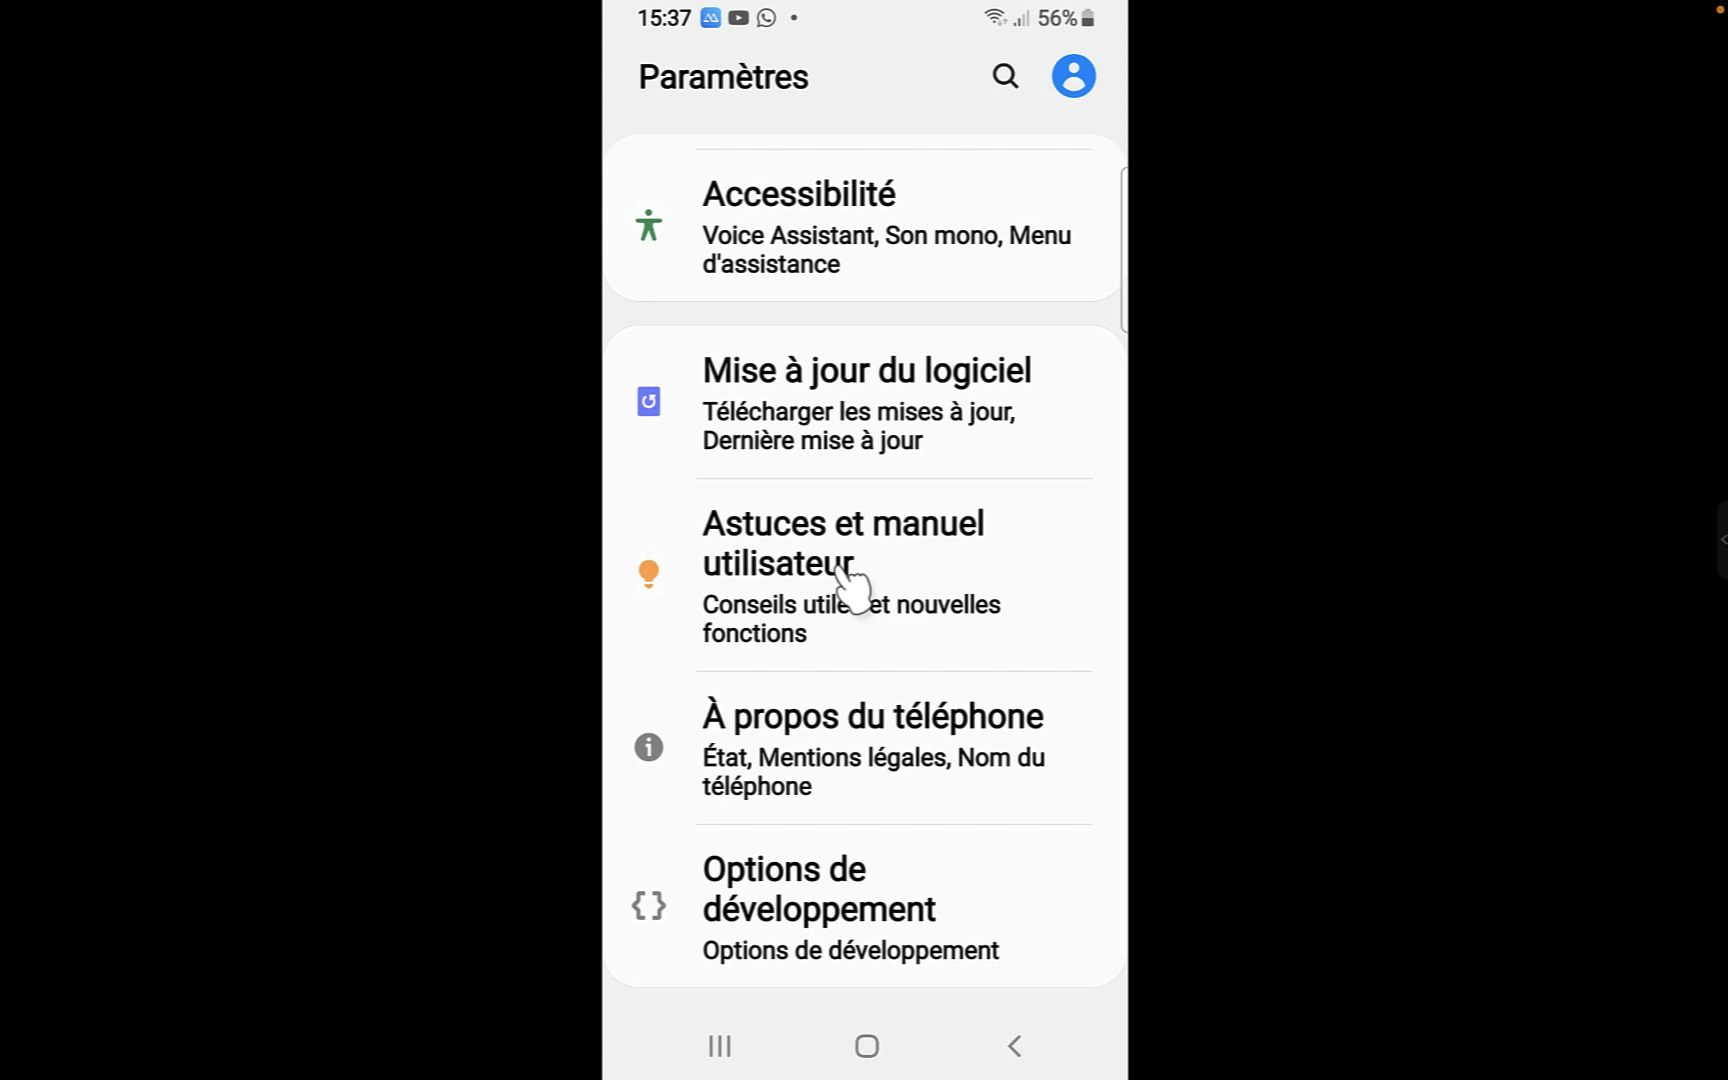 15:37 56%
Paramètres
Accessibilité
Voice Assistant, Son mono, Menu
d'assistance
Mise à jour du logiciel
Télécharger les mises à jour,
Dernière mise à jour
Astuces et manuel
utilisateur
Conseils utiles et nouvelles
fonctions
À propos du téléphone
État, Mentions légales, Nom du
téléphone
Options de
développement
Options de développement